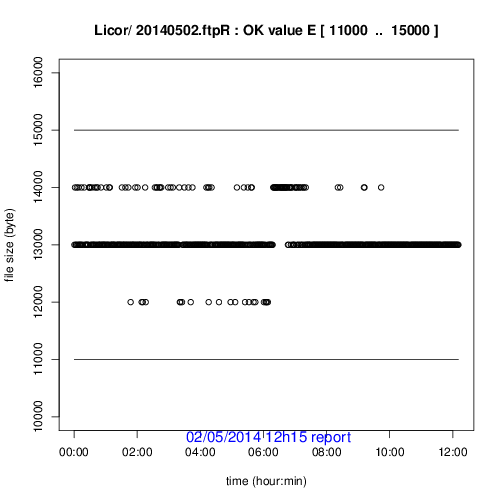 Licor/ 20140502.ftpR : OK value E [ 11000 .. 15000 ]
16000
15000
14000
13000
12000
11000
10000
file size (byte)
02/05/2014 12h15 report
00:00 02:00 04:00 06:00 08:00 10:00 12:00
time (hour:min)